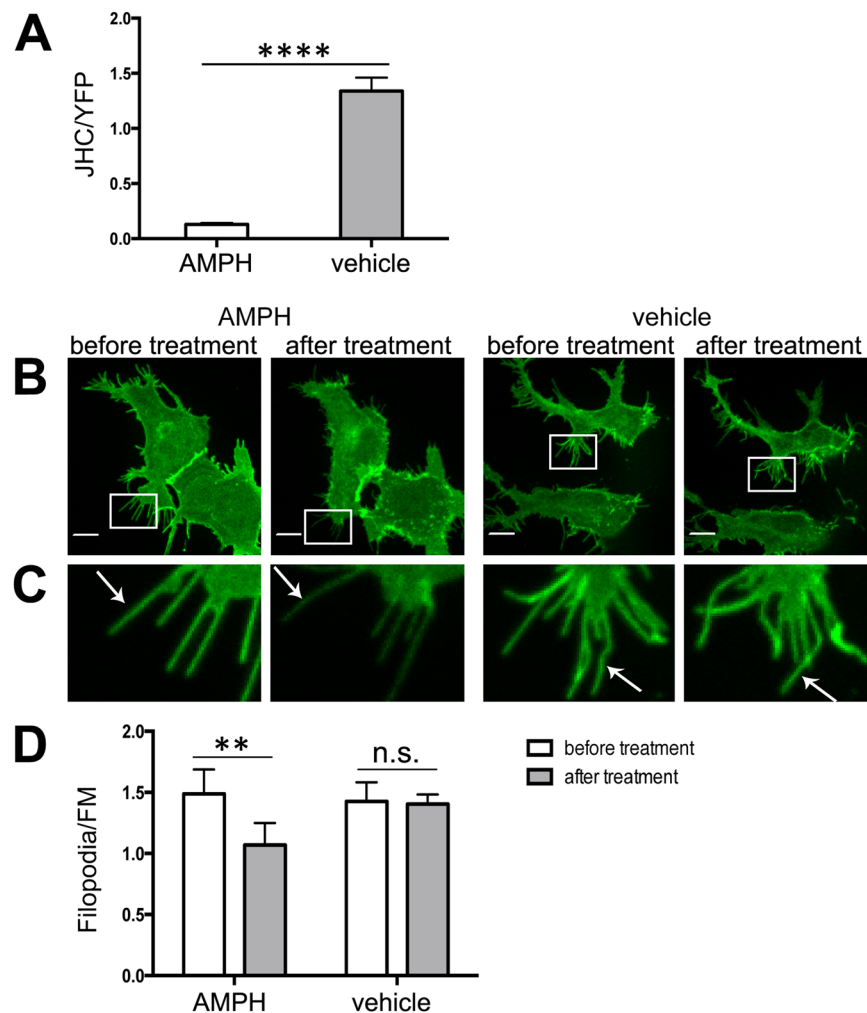 A
2.0
1.5
1.0
0.5
0.0
JHC/YFP
****
AMPH vehicle
AMPH vehicle
before treatment after treatment before treatment after treatment
B
C
D
2.0
1.5
1.0
0.5
0.0
Filopodia/FM
** n.s.
before treatment
after treatment
AMPH vehicle